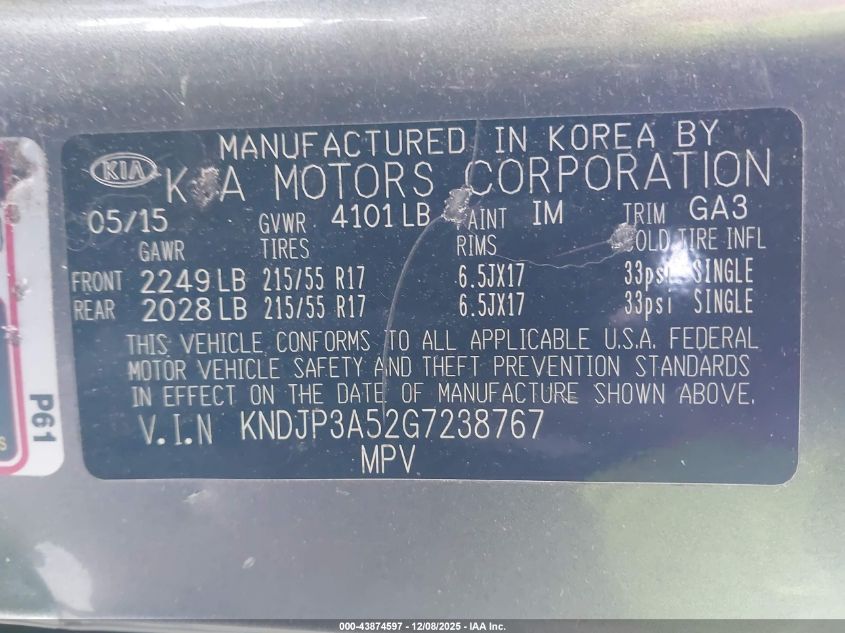 MANUFACTURED IN KOREA BY
KIA KIA MOTORS CORPORATION
05/15 GVWR 4101 LB PAINT IM TRIM GA3
GAWR TIRES RIMS COLD TIRE INFL
FRONT 2249 LB 215/55 R17 6.5JX17 33psi SINGLE
REAR 2028 LB 215/55 R17 6.5JX17 33psi SINGLE
THIS VEHICLE CONFORMS TO ALL APPLICABLE U.S.A. FEDERAL
MOTOR VEHICLE SAFETY AND THEFT PREVENTION STANDARDS
IN EFFECT ON THE DATE OF MANUFACTURE SHOWN ABOVE.
V.I.N KNDJP3A52G7238767
MPV
P61
S
000-43874597 - 12/08/2025 - IAA Inc.